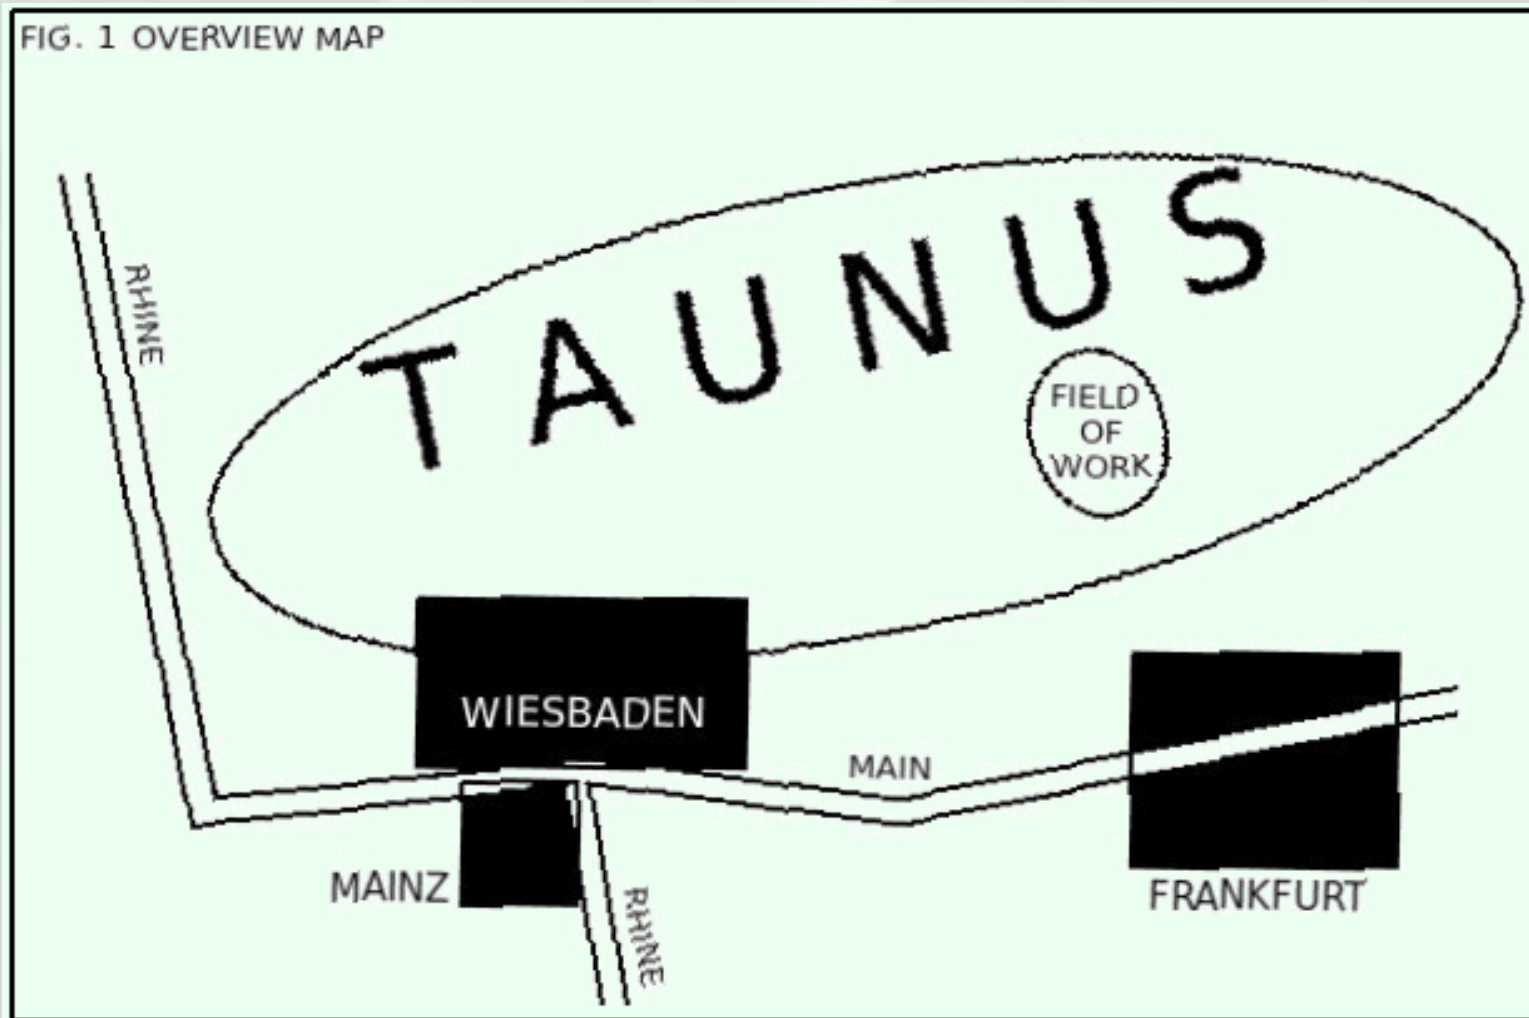 FIG. 1 OVERVIEW MAP
RHINE
TAUNUS
FIELD
OF
WORK
WIESBADEN
MAIN
MAINZ
FRANKFURT
RHINE